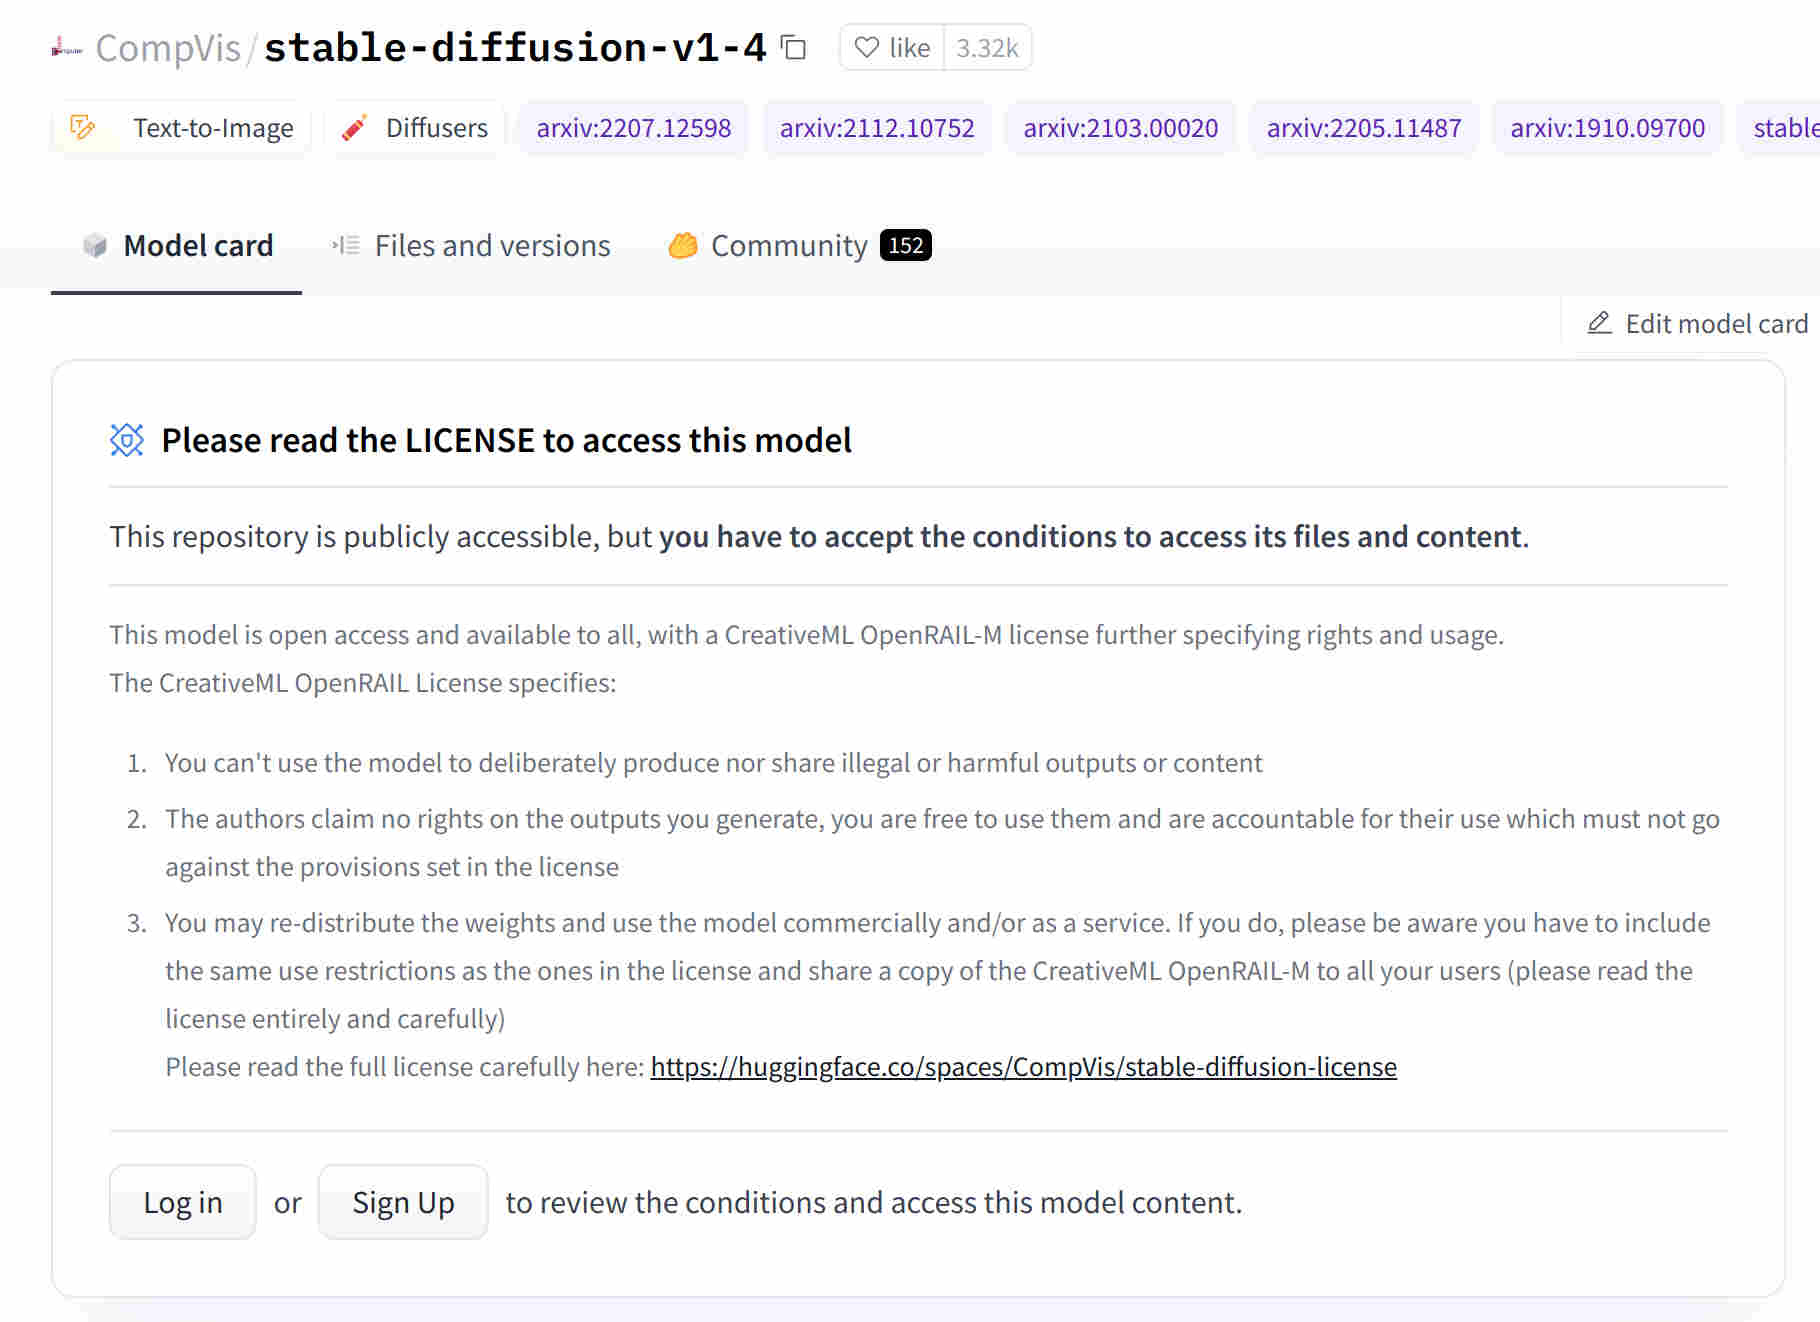 CompVis/stable-diffusion-v1-4 like 3.32k
Text-to-Image Diffusers arxiv:2207.12598 arxiv:2112.10752 arxiv:2103.00020 arxiv:2205.11487 arxiv:1910.09700 stable
Model card Files and versions Community 152
Edit model card
Please read the LICENSE to access this model
This repository is publicly accessible, but you have to accept the conditions to access its files and content.
This model is open access and available to all, with a CreativeML OpenRAIL-M license further specifying rights and usage.
The CreativeML OpenRAIL License specifies:
1. You can't use the model to deliberately produce nor share illegal or harmful outputs or content
2. The authors claim no rights on the outputs you generate, you are free to use them and are accountable for their use which must not go
against the provisions set in the license
3. You may re-distribute the weights and use the model commercially and/or as a service. If you do, please be aware you have to include
the same use restrictions as the ones in the license and share a copy of the CreativeML OpenRAIL-M to all your users (please read the
license entirely and carefully)
Please read the full license carefully here: https://huggingface.co/spaces/CompVis/stable-diffusion-license
Log in or Sign Up to review the conditions and access this model content.